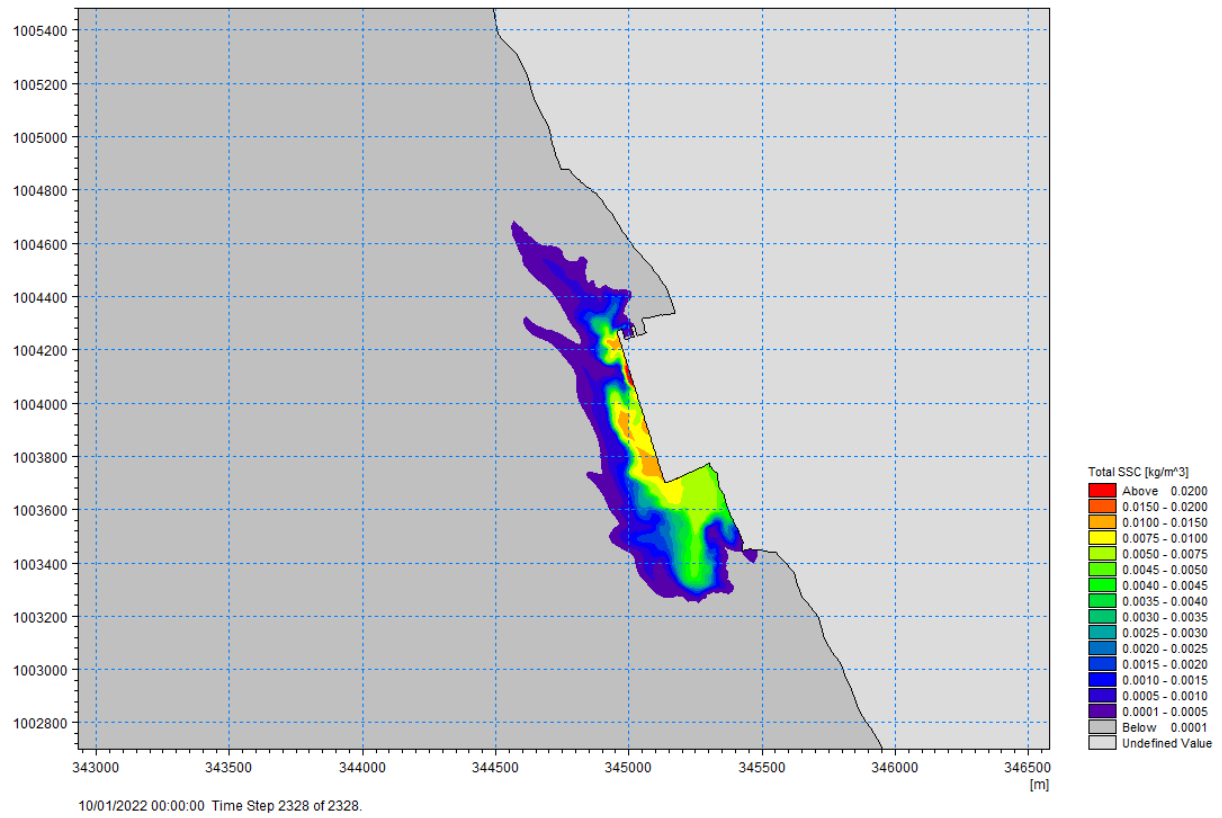 1005400
1005200
1005000
1004800
1004600
1004400
1004200
1004000
1003800
1003600
1003400
1003200
1003000
1002800
343000 343500 344000 344500 345000 345500 346000 346500
[m]
10/01/2022 00:00:00 Time Step 2328 of 2328.
Total SSC [kg/m^3]
Above 0.0200
0.0150 - 0.0200
0.0100 - 0.0150
0.0075 - 0.0100
0.0050 - 0.0075
0.0045 - 0.0050
0.0040 - 0.0045
0.0035 - 0.0040
0.0030 - 0.0035
0.0025 - 0.0030
0.0020 - 0.0025
0.0015 - 0.0020
0.0010 - 0.0015
0.0005 - 0.0010
0.0001 - 0.0005
Below 0.0001
Undefined Value